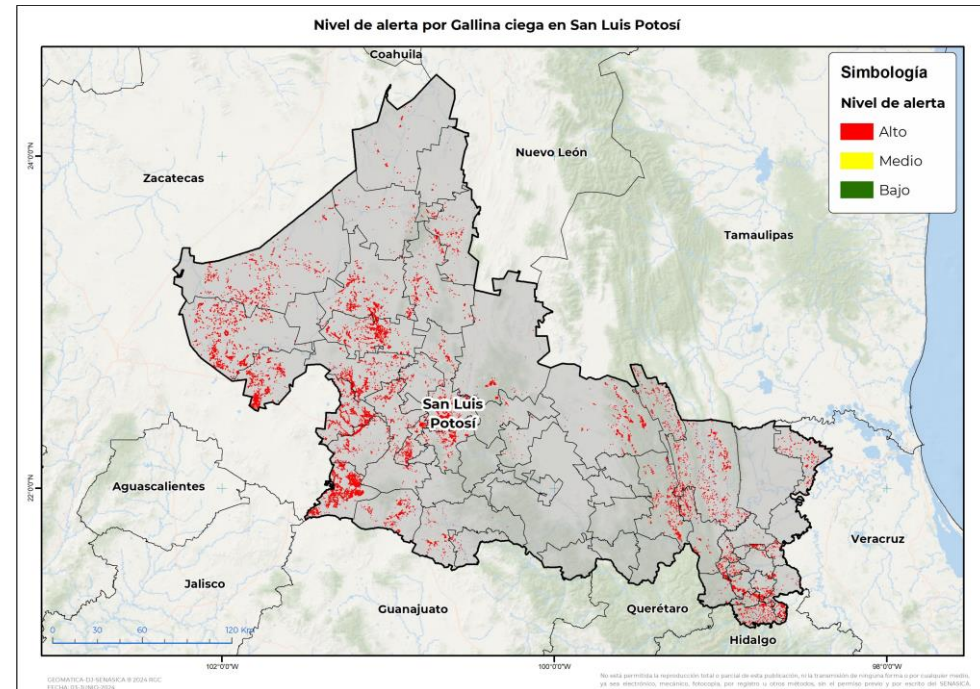 Nivel de alerta por Gallina ciega en San Luis Potosí
Coahuila
Simbología
Nivel de alerta
Alto
Medio
Bajo
24°0'0"N
Nuevo León
Zacatecas
Tamaulipas
San Luis
Potosí
22°0'0"N
Aguascalientes
Veracruz
Jalisco
Guanajuato
Querétaro
Hidalgo
0 30 60 120 Km
102°0'0"W 100°0'0"W 98°0'0"W
GEOMATICA-DJ-SENASICA ® 2024 RGC
FECHA: 03-JUNIO-2024
No está permitida la reproducción total o parcial de esta publicación, ni la transmisión de ninguna forma o por cualquier medio,
ya sea electrónico, mecánico, fotocopia, por registro u otros métodos, sin el permiso previo y por escrito del SENASICA.